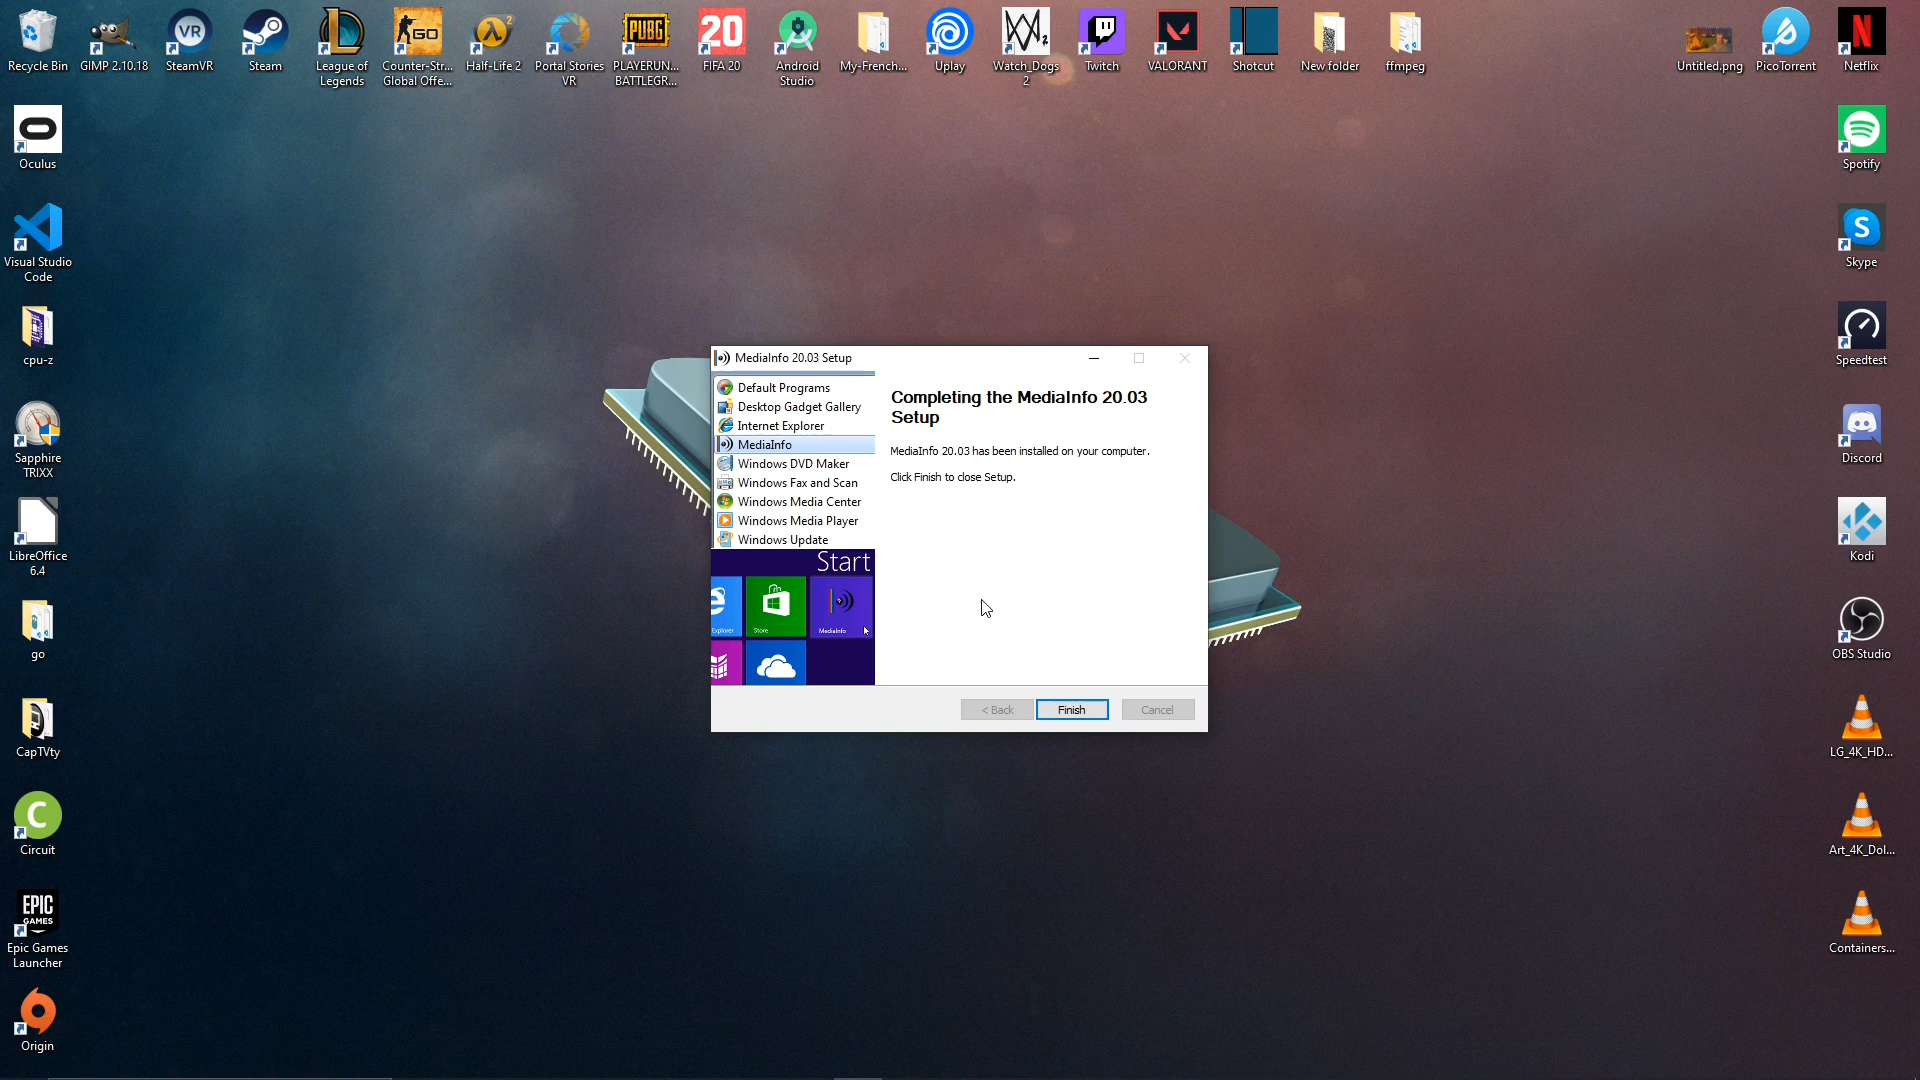 Recycle Bin
GIMP 2.10.18
SteamVR
Steam
League of
Legends
Counter-Str...
Global Offe...
Half-Life 2
Portal Stories
VR
PLAYERUN...
BATTLEGR...
FIFA 20
Android
Studio
My-French...
Uplay
Watch_Dogs
2
Twitch
VALORANT
Shotcut
New folder
ffmpeg
Untitled.png
PicoTorrent
Netflix
VR
GO
2
PUBG
20
2
N
Oculus
Visual Studio
Code
cpu-z
Sapphire
TRIXX
LibreOffice
6.4
go
CapTVty
C
Circuit
EPIC
GAMES
Epic Games
Launcher
Origin
MediaInfo 20.03 Setup
Default Programs
Desktop Gadget Gallery
Internet Explorer
MediaInfo
Windows DVD Maker
Windows Fax and Scan
Windows Media Center
Windows Media Player
Windows Update
Start
Explorer
Store
MediaInfo
Completing the MediaInfo 20.03
Setup
MediaInfo 20.03 has been installed on your computer.
Click Finish to close Setup.
< Back
Finish
Cancel
Spotify
S
Skype
Speedtest
Discord
Kodi
OBS Studio
LG_4K_HD...
Art_4K_Dol...
Containers...